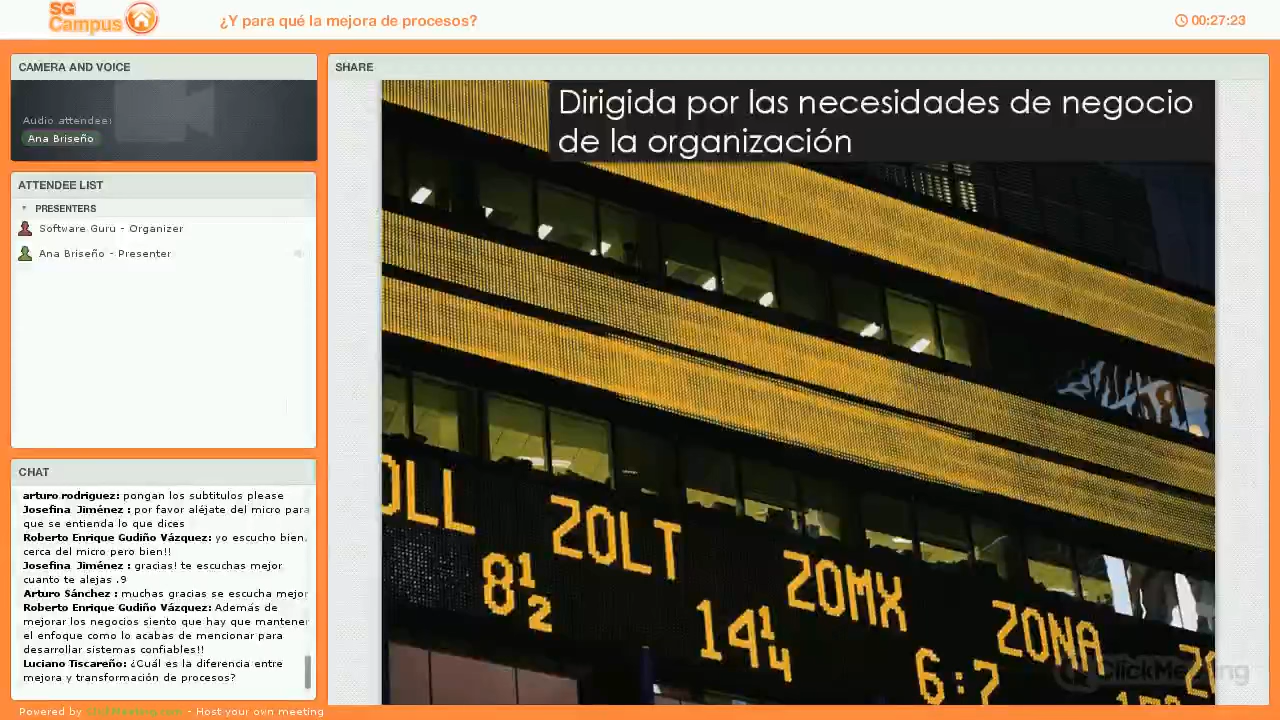 SG
Campus
¿Y para qué la mejora de procesos?
00:27:23
CAMERA AND VOICE
Audio attendees
Ana Briseño
ATTENDEE LIST
PRESENTERS
Software Guru - Organizer
Ana Briseño - Presenter
CHAT
arturo rodriguez: pongan los subtitulos please
Josefina Jiménez : por favor aléjate del micro para
que se entienda lo que dices
Roberto Enrique Gudiño Vázquez: yo escucho bien,
cerca del micro pero bien!!
Josefina Jiménez : gracias! te escuchas mejor
cuanto te alejas .9
Arturo Sánchez : muchas gracias se escucha mejor
Roberto Enrique Gudiño Vázquez: Además de
mejorar los negocios siento que hay que mantener
el enfoque como lo acabas de mencionar para
desarrollar sistemas confiables!!
Luciano Tiscareño: ¿Cuál es la diferencia entre
mejora y transformación de procesos?
Powered by ClickMeeting.com - Host your own meeting
SHARE
Dirigida por las necesidades de negocio
de la organización
OLL ZOLT ZOMX ZONA
8 1/2 14 1/4 6:7
ClickMeeting